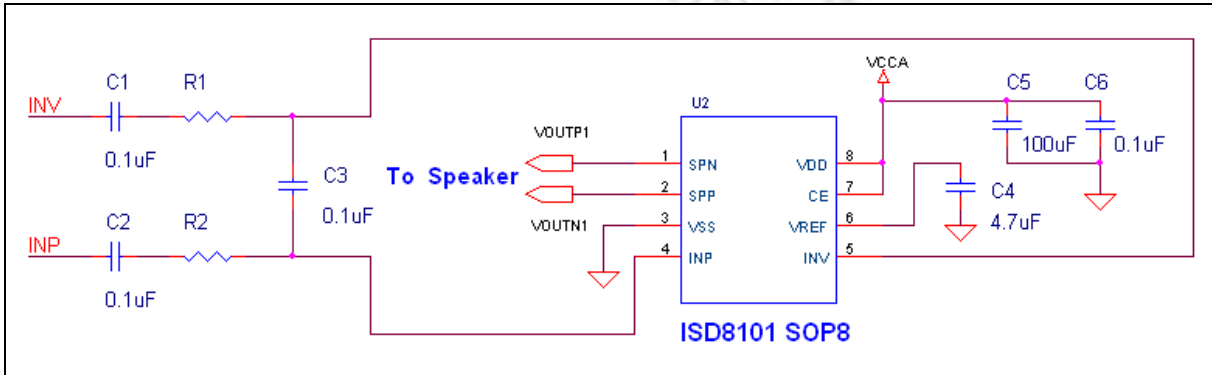 INV
C1
R1
0.1uF
C3
0.1uF
INP
C2
R2
0.1uF
To Speaker
VOUTP1
VOUTN1
U2
1
SPN
2
SPP
3
VSS
4
INP
VDD
8
CE
7
VREF
6
INV
5
ISD8101 SOP8
VCCA
C5
100uF
C6
0.1uF
C4
4.7uF